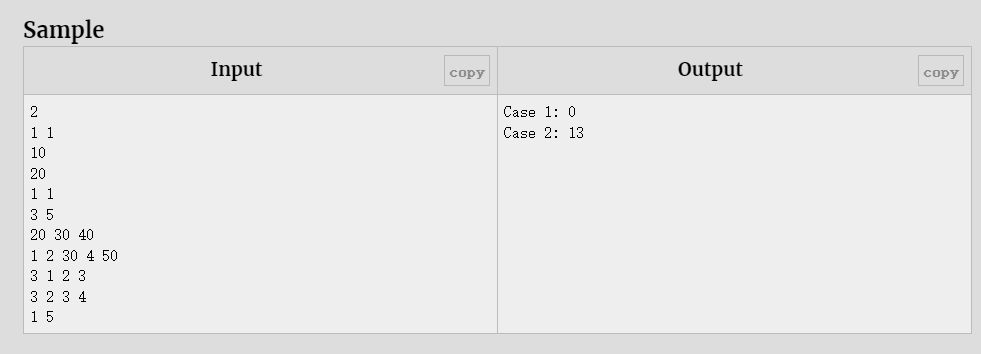 Sample
Input copy Output copy
2
1 1
10
20
1 1
3 5
20 30 40
1 2 30 4 50
3 1 2 3
3 2 3 4
1 5
Case 1: 0
Case 2: 13